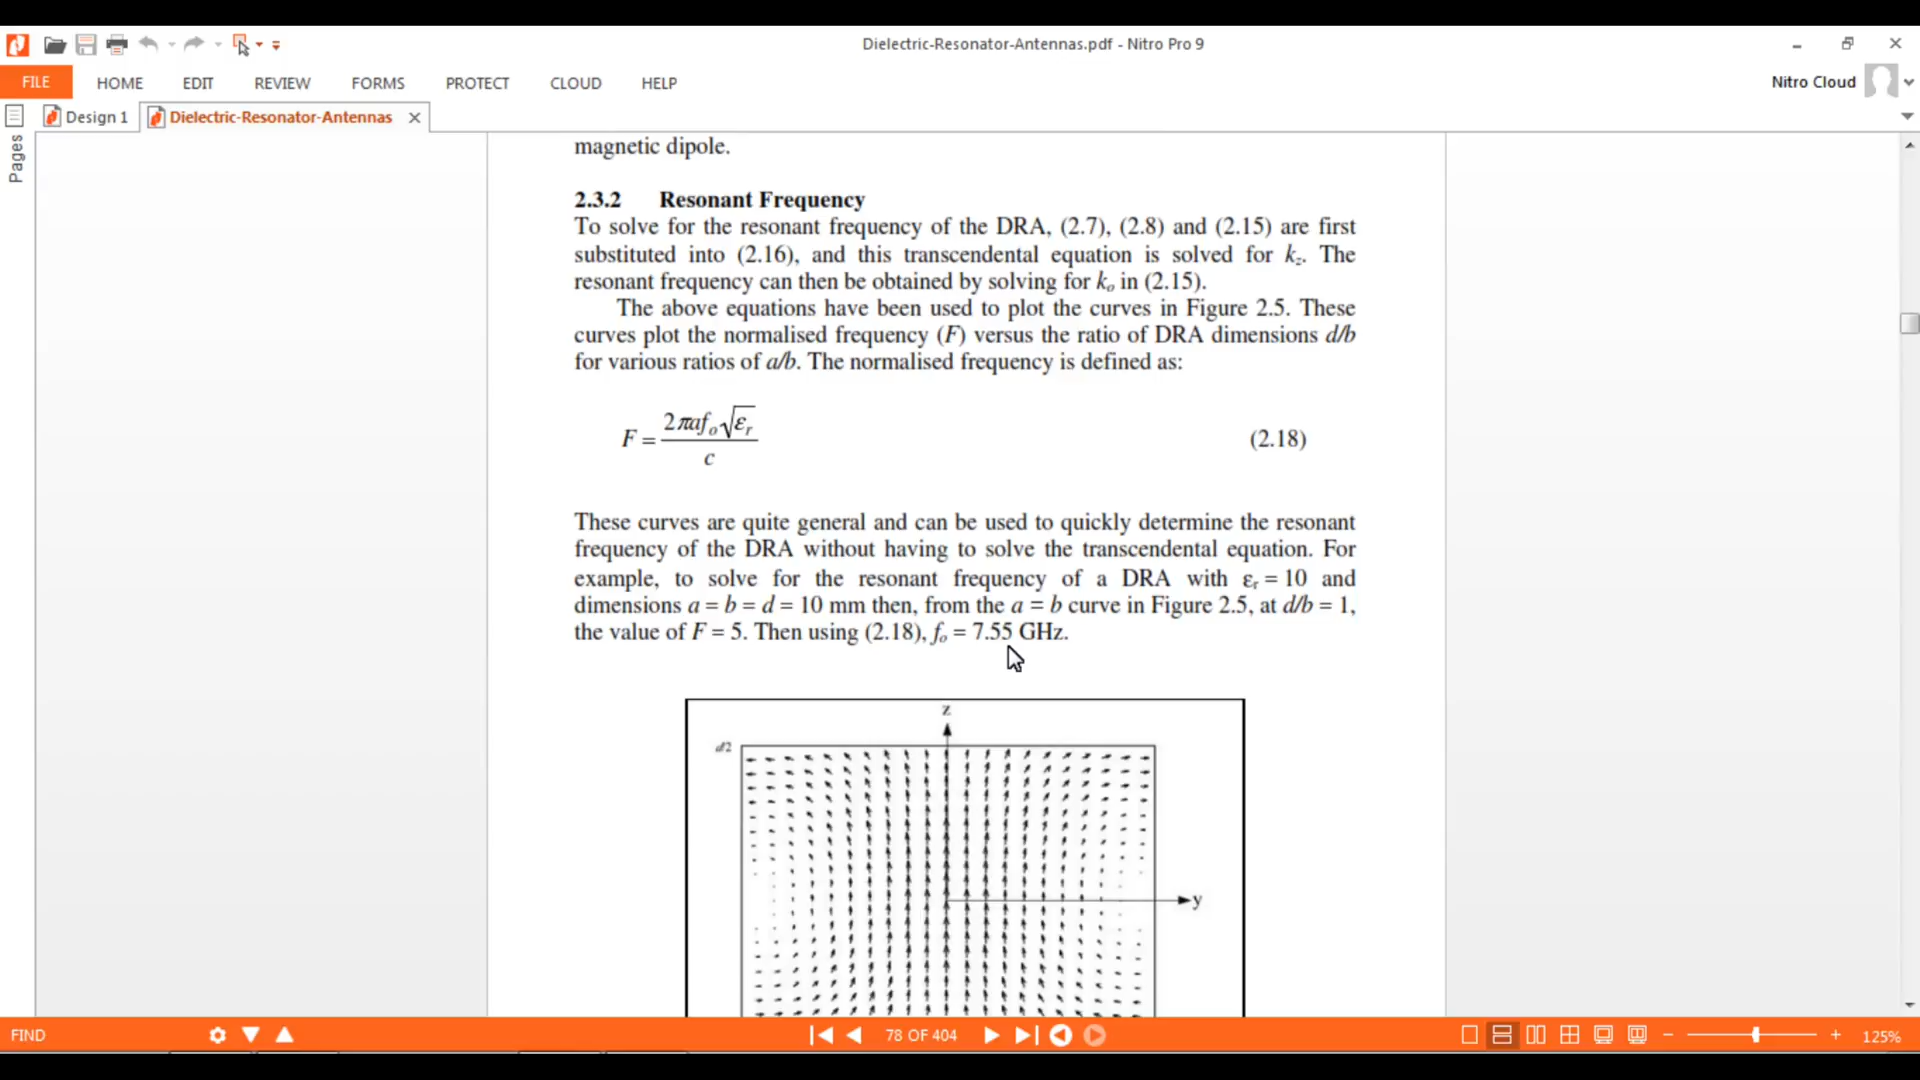 Dielectric-Resonator-Antennas.pdf - Nitro Pro 9
FILE HOME EDIT REVIEW FORMS PROTECT CLOUD HELP
Nitro Cloud
Design 1 Dielectric-Resonator-Antennas
Pages
magnetic dipole.
2.3.2 Resonant Frequency
To solve for the resonant frequency of the DRA, (2.7), (2.8) and (2.15) are first
substituted into (2.16), and this transcendental equation is solved for k_z. The
resonant frequency can then be obtained by solving for k_o in (2.15).
The above equations have been used to plot the curves in Figure 2.5. These
curves plot the normalised frequency (F) versus the ratio of DRA dimensions d/b
for various ratios of a/b. The normalised frequency is defined as:
F = 2πaf_o√ε_r / c (2.18)
These curves are quite general and can be used to quickly determine the resonant
frequency of the DRA without having to solve the transcendental equation. For
example, to solve for the resonant frequency of a DRA with ε_r = 10 and
dimensions a = b = d = 10 mm then, from the a = b curve in Figure 2.5, at d/b = 1,
the value of F = 5. Then using (2.18), f_o = 7.55 GHz.
z
d/2
y
FIND
78 OF 404
125%